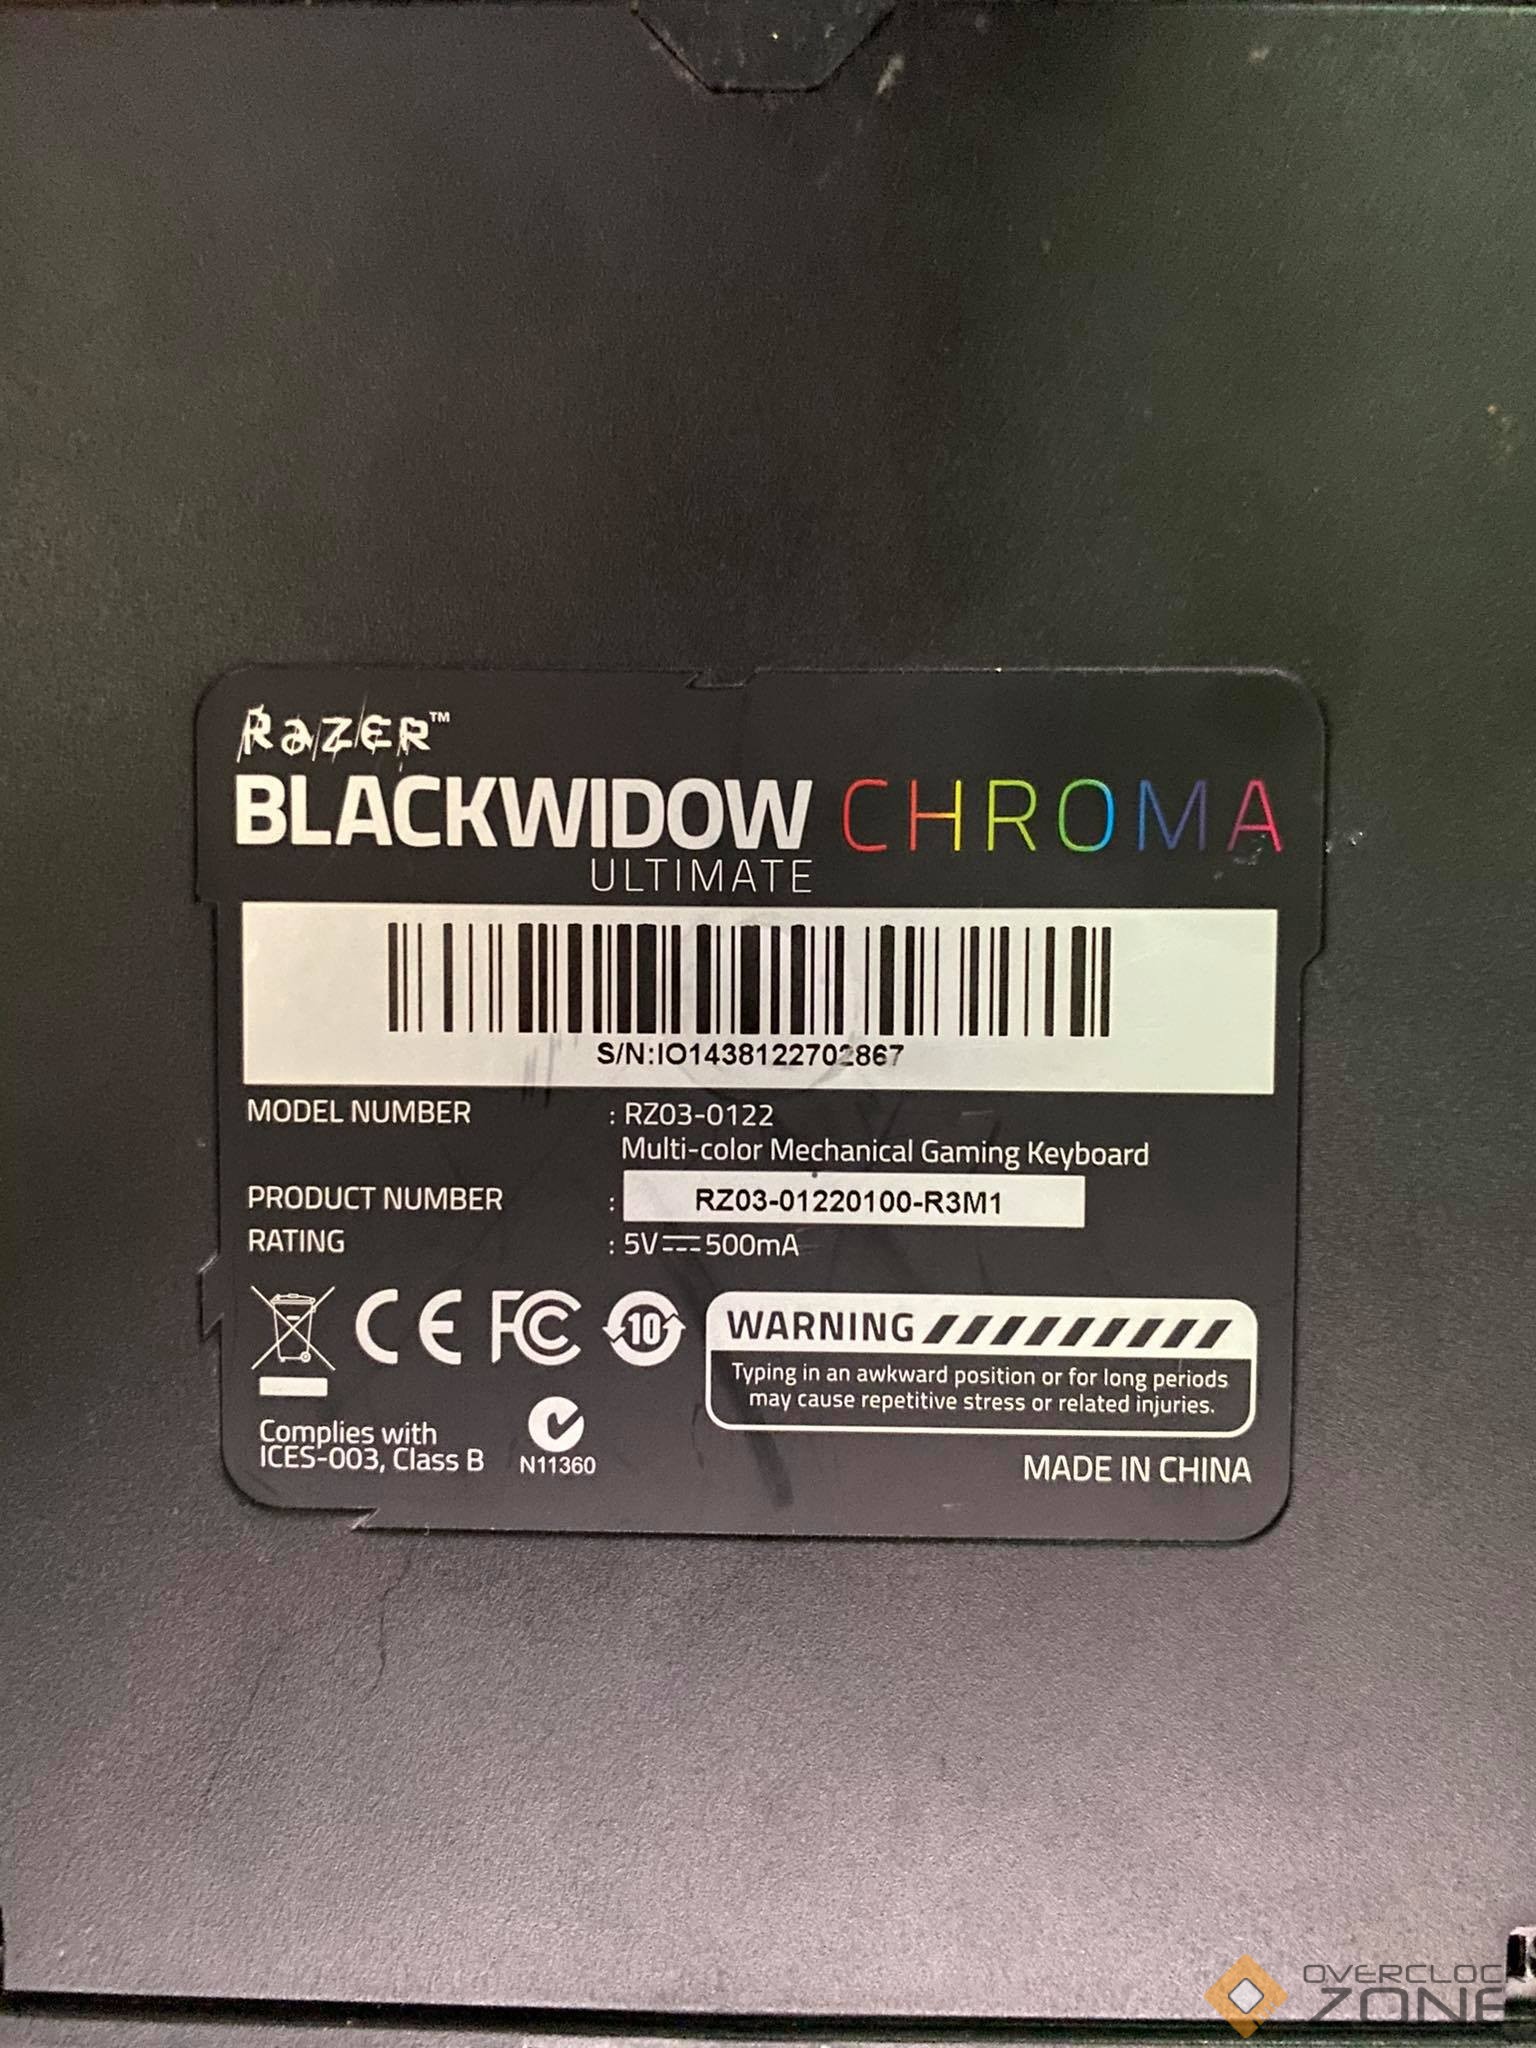 RAZER™
BLACKWIDOW CHROMA
ULTIMATE
S/N:IO1438122702867
MODEL NUMBER : RZ03-0122
Multi-color Mechanical Gaming Keyboard
PRODUCT NUMBER : RZ03-01220100-R3M1
RATING : 5V⎓500mA
CE FC 10
WARNING
Typing in an awkward position or for long periods
may cause repetitive stress or related injuries.
Complies with
ICES-003, Class B
N11360
MADE IN CHINA
OVERCLOC
ZONE